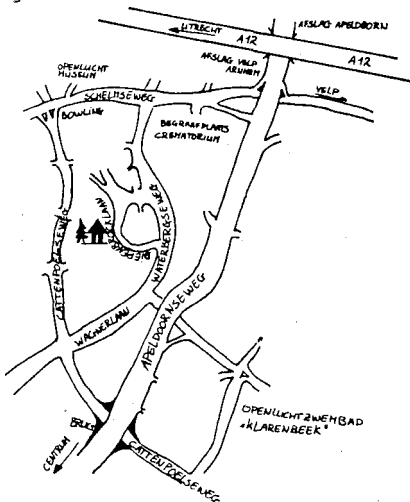 UTRECHT
AFSLAG APELDOORN
A12
AFSLAG VELP
ARNHEM
A12
OPENLUCHT
MUSEUM
SCHELMSEWEG
VELP
BOWLING
BEGRAAFPLAATS
CREMATORIUM
CATTENPOELSEWEG
WATERBERGSEWEG
WAGNERLAAN
APELDOORNSEWEG
OPENLUCHTZWEMBAD
"KLARENBEEK"
BRUG
CENTRUM
CATTENPOELSEWEG